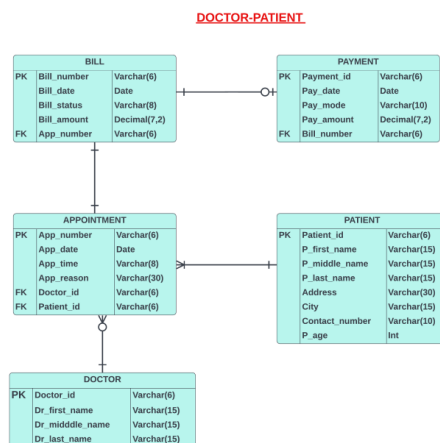 DOCTOR-PATIENT
BILL
PK Bill_number Varchar(6)
Bill_date Date
Bill_status Varchar(8)
Bill_amount Decimal(7,2)
FK App_number Varchar(6)
PAYMENT
PK Payment_id Varchar(6)
Pay_date Date
Pay_mode Varchar(10)
Pay_amount Decimal(7,2)
FK Bill_number Varchar(6)
APPOINTMENT
PK App_number Varchar(6)
App_date Date
App_time Varchar(8)
App_reason Varchar(30)
FK Doctor_id Varchar(6)
FK Patient_id Varchar(6)
PATIENT
PK Patient_id Varchar(6)
P_first_name Varchar(15)
P_middle_name Varchar(15)
P_last_name Varchar(15)
Address Varchar(30)
City Varchar(15)
Contact_number Varchar(10)
P_age Int
DOCTOR
PK Doctor_id Varchar(6)
Dr_first_name Varchar(15)
Dr_midddle_name Varchar(15)
Dr_last_name Varchar(15)